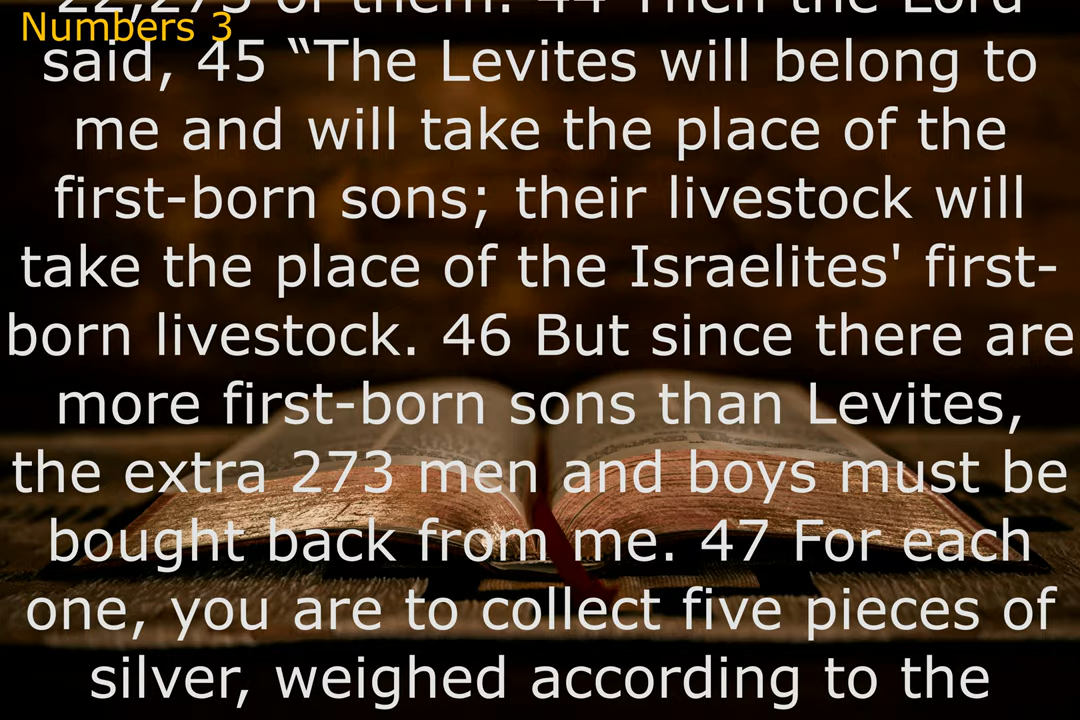 22,273 of them. 44 Then the Lord
Numbers 3
said, 45 “The Levites will belong to
me and will take the place of the
first-born sons; their livestock will
take the place of the Israelites' first-
born livestock. 46 But since there are
more first-born sons than Levites,
the extra 273 men and boys must be
bought back from me. 47 For each
one, you are to collect five pieces of
silver, weighed according to the